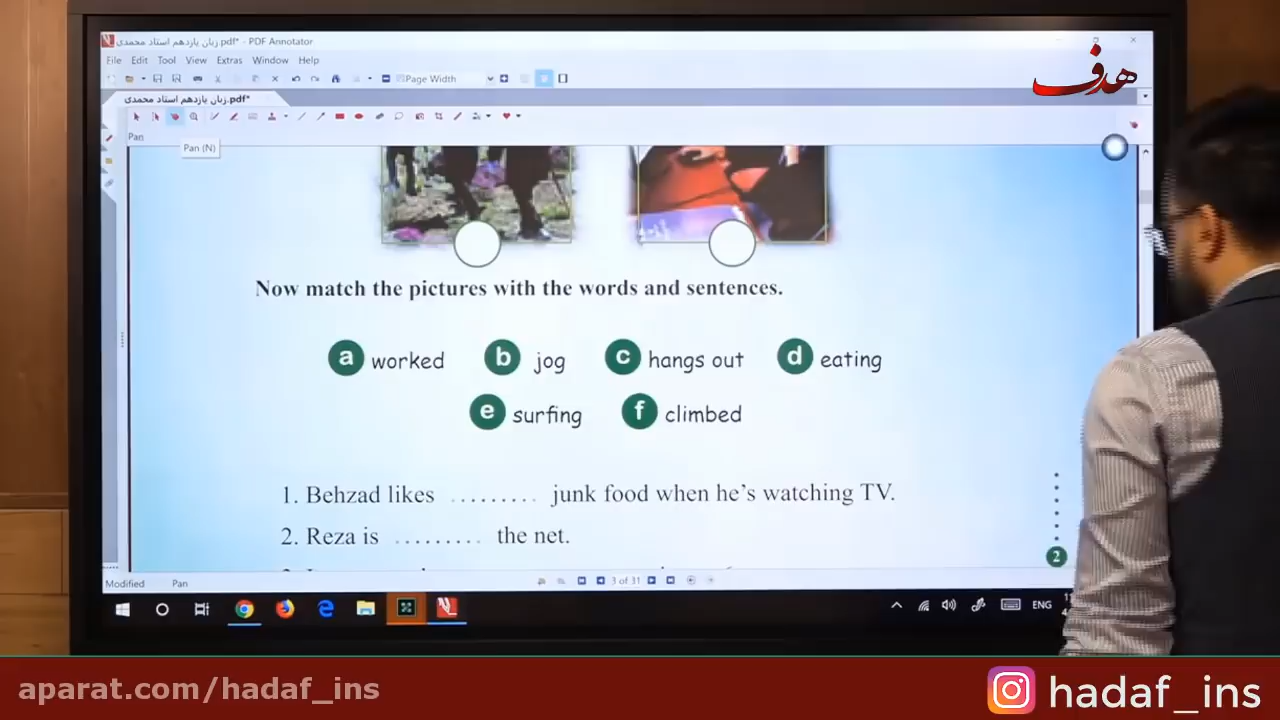 زبان یازدهم استاد محمدی.pdf* - PDF Annotator
File Edit Tool View Extras Window Help
Page Width
زبان یازدهم استاد محمدی.pdf*
Pan
Pan (N)
هدف
Now match the pictures with the words and sentences.
a worked b jog c hangs out d eating
e surfing f climbed
1. Behzad likes ......... junk food when he's watching TV.
2. Reza is ......... the net.
2
Modified Pan 3 of 31
ENG
aparat.com/hadaf_ins
hadaf_ins